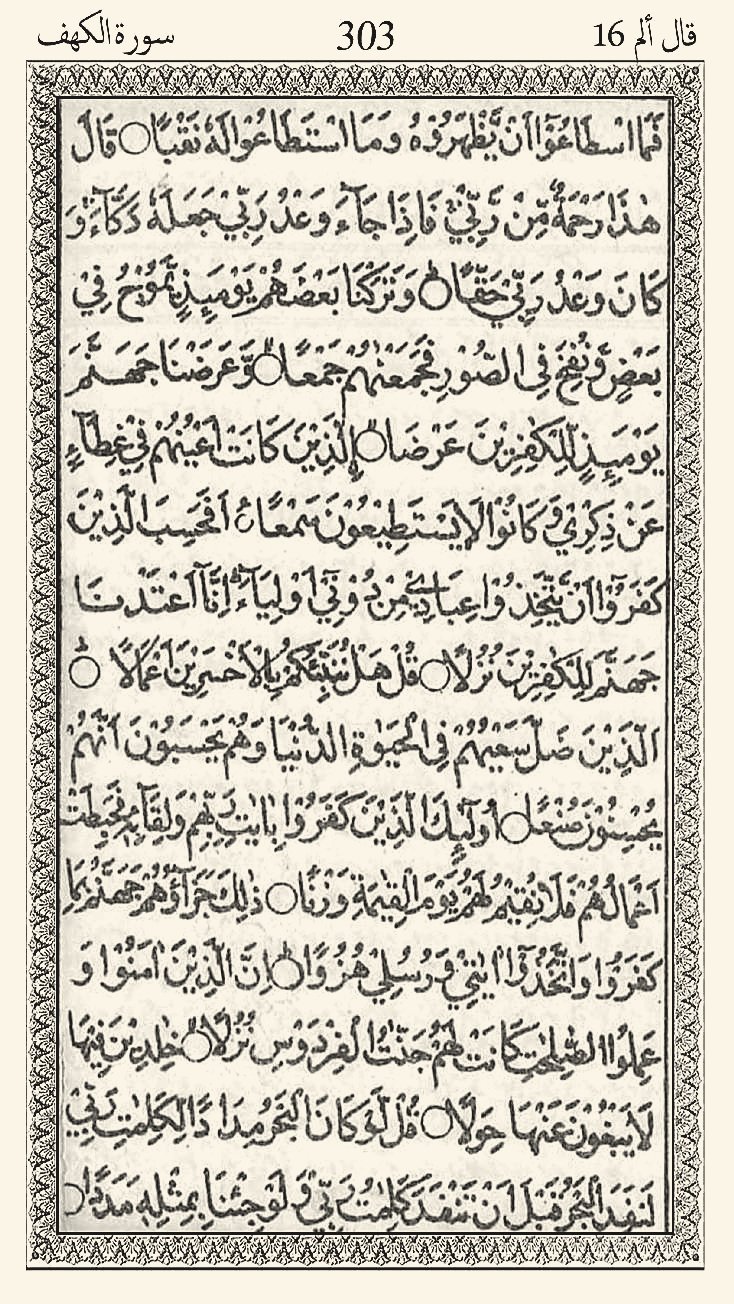 قال ألم 16 303 سورة الكهف
فَمَا اسْطَاعُوْٓا اَنْ يَّظْهَرُوْهُ وَ مَا اسْتَطَاعُوْا لَهٗ نَقْبًا○ قَالَ
هٰذَا رَحْمَةٌ مِّنْ رَّبِّيْ ۚ فَاِذَا جَآءَ وَعْدُ رَبِّيْ جَعَلَهٗ دَكَّآءَ ۚ وَ
كَانَ وَعْدُ رَبِّيْ حَقًّا○ؕ وَ تَرَكْنَا بَعْضَهُمْ يَوْمَىِٕذٍ يَّمُوْجُ فِيْ
بَعْضٍ وَّ نُفِخَ فِى الصُّوْرِ فَجَمَعْنٰهُمْ جَمْعًا○ۙ وَّ عَرَضْنَا جَهَنَّمَ
يَوْمَىِٕذٍ لِّلْكٰفِرِيْنَ عَرْضَا○ۙ اِلَّذِيْنَ كَانَتْ اَعْيُنُهُمْ فِيْ غِطَآءٍ
عَنْ ذِكْرِيْ وَ كَانُوْا لَا يَسْتَطِيْعُوْنَ سَمْعًا○۠ اَفَحَسِبَ الَّذِيْنَ
كَفَرُوْٓا اَنْ يَّتَّخِذُوْا عِبَادِيْ مِنْ دُوْنِيْٓ اَوْلِيَآءَ ؕ اِنَّاۤ اَعْتَدْنَا
جَهَنَّمَ لِلْكٰفِرِيْنَ نُزُلًا○ قُلْ هَلْ نُنَبِّئُكُمْ بِالْاَخْسَرِيْنَ اَعْمَالًا○ؕ
اَلَّذِيْنَ ضَلَّ سَعْيُهُمْ فِى الْحَيٰوةِ الدُّنْيَا وَ هُمْ يَحْسَبُوْنَ اَنَّهُمْ
يُحْسِنُوْنَ صُنْعًا○ اُولٰٓىِٕكَ الَّذِيْنَ كَفَرُوْا بِاٰيٰتِ رَبِّهِمْ وَ لِقَآىِٕهٖ فَحَبِطَتْ
اَعْمَالُهُمْ فَلَا نُقِيْمُ لَهُمْ يَوْمَ الْقِيٰمَةِ وَزْنًا○ ذٰلِكَ جَزَآؤُهُمْ جَهَنَّمُ بِمَا
كَفَرُوْا وَ اتَّخَذُوْٓا اٰيٰتِيْ وَ رُسُلِيْ هُزُوًا○ اِنَّ الَّذِيْنَ اٰمَنُوْا وَ
عَمِلُوا الصّٰلِحٰتِ كَانَتْ لَهُمْ جَنّٰتُ الْفِرْدَوْسِ نُزُلًا○ۙ خٰلِدِيْنَ فِيْهَا
لَا يَبْغُوْنَ عَنْهَا حِوَلًا○ قُلْ لَّوْ كَانَ الْبَحْرُ مِدَادًا لِّكَلِمٰتِ رَبِّيْ
لَنَفِدَ الْبَحْرُ قَبْلَ اَنْ تَنْفَدَ كَلِمٰتُ رَبِّيْ وَ لَوْ جِئْنَا بِمِثْلِهٖ مَدَدًا○